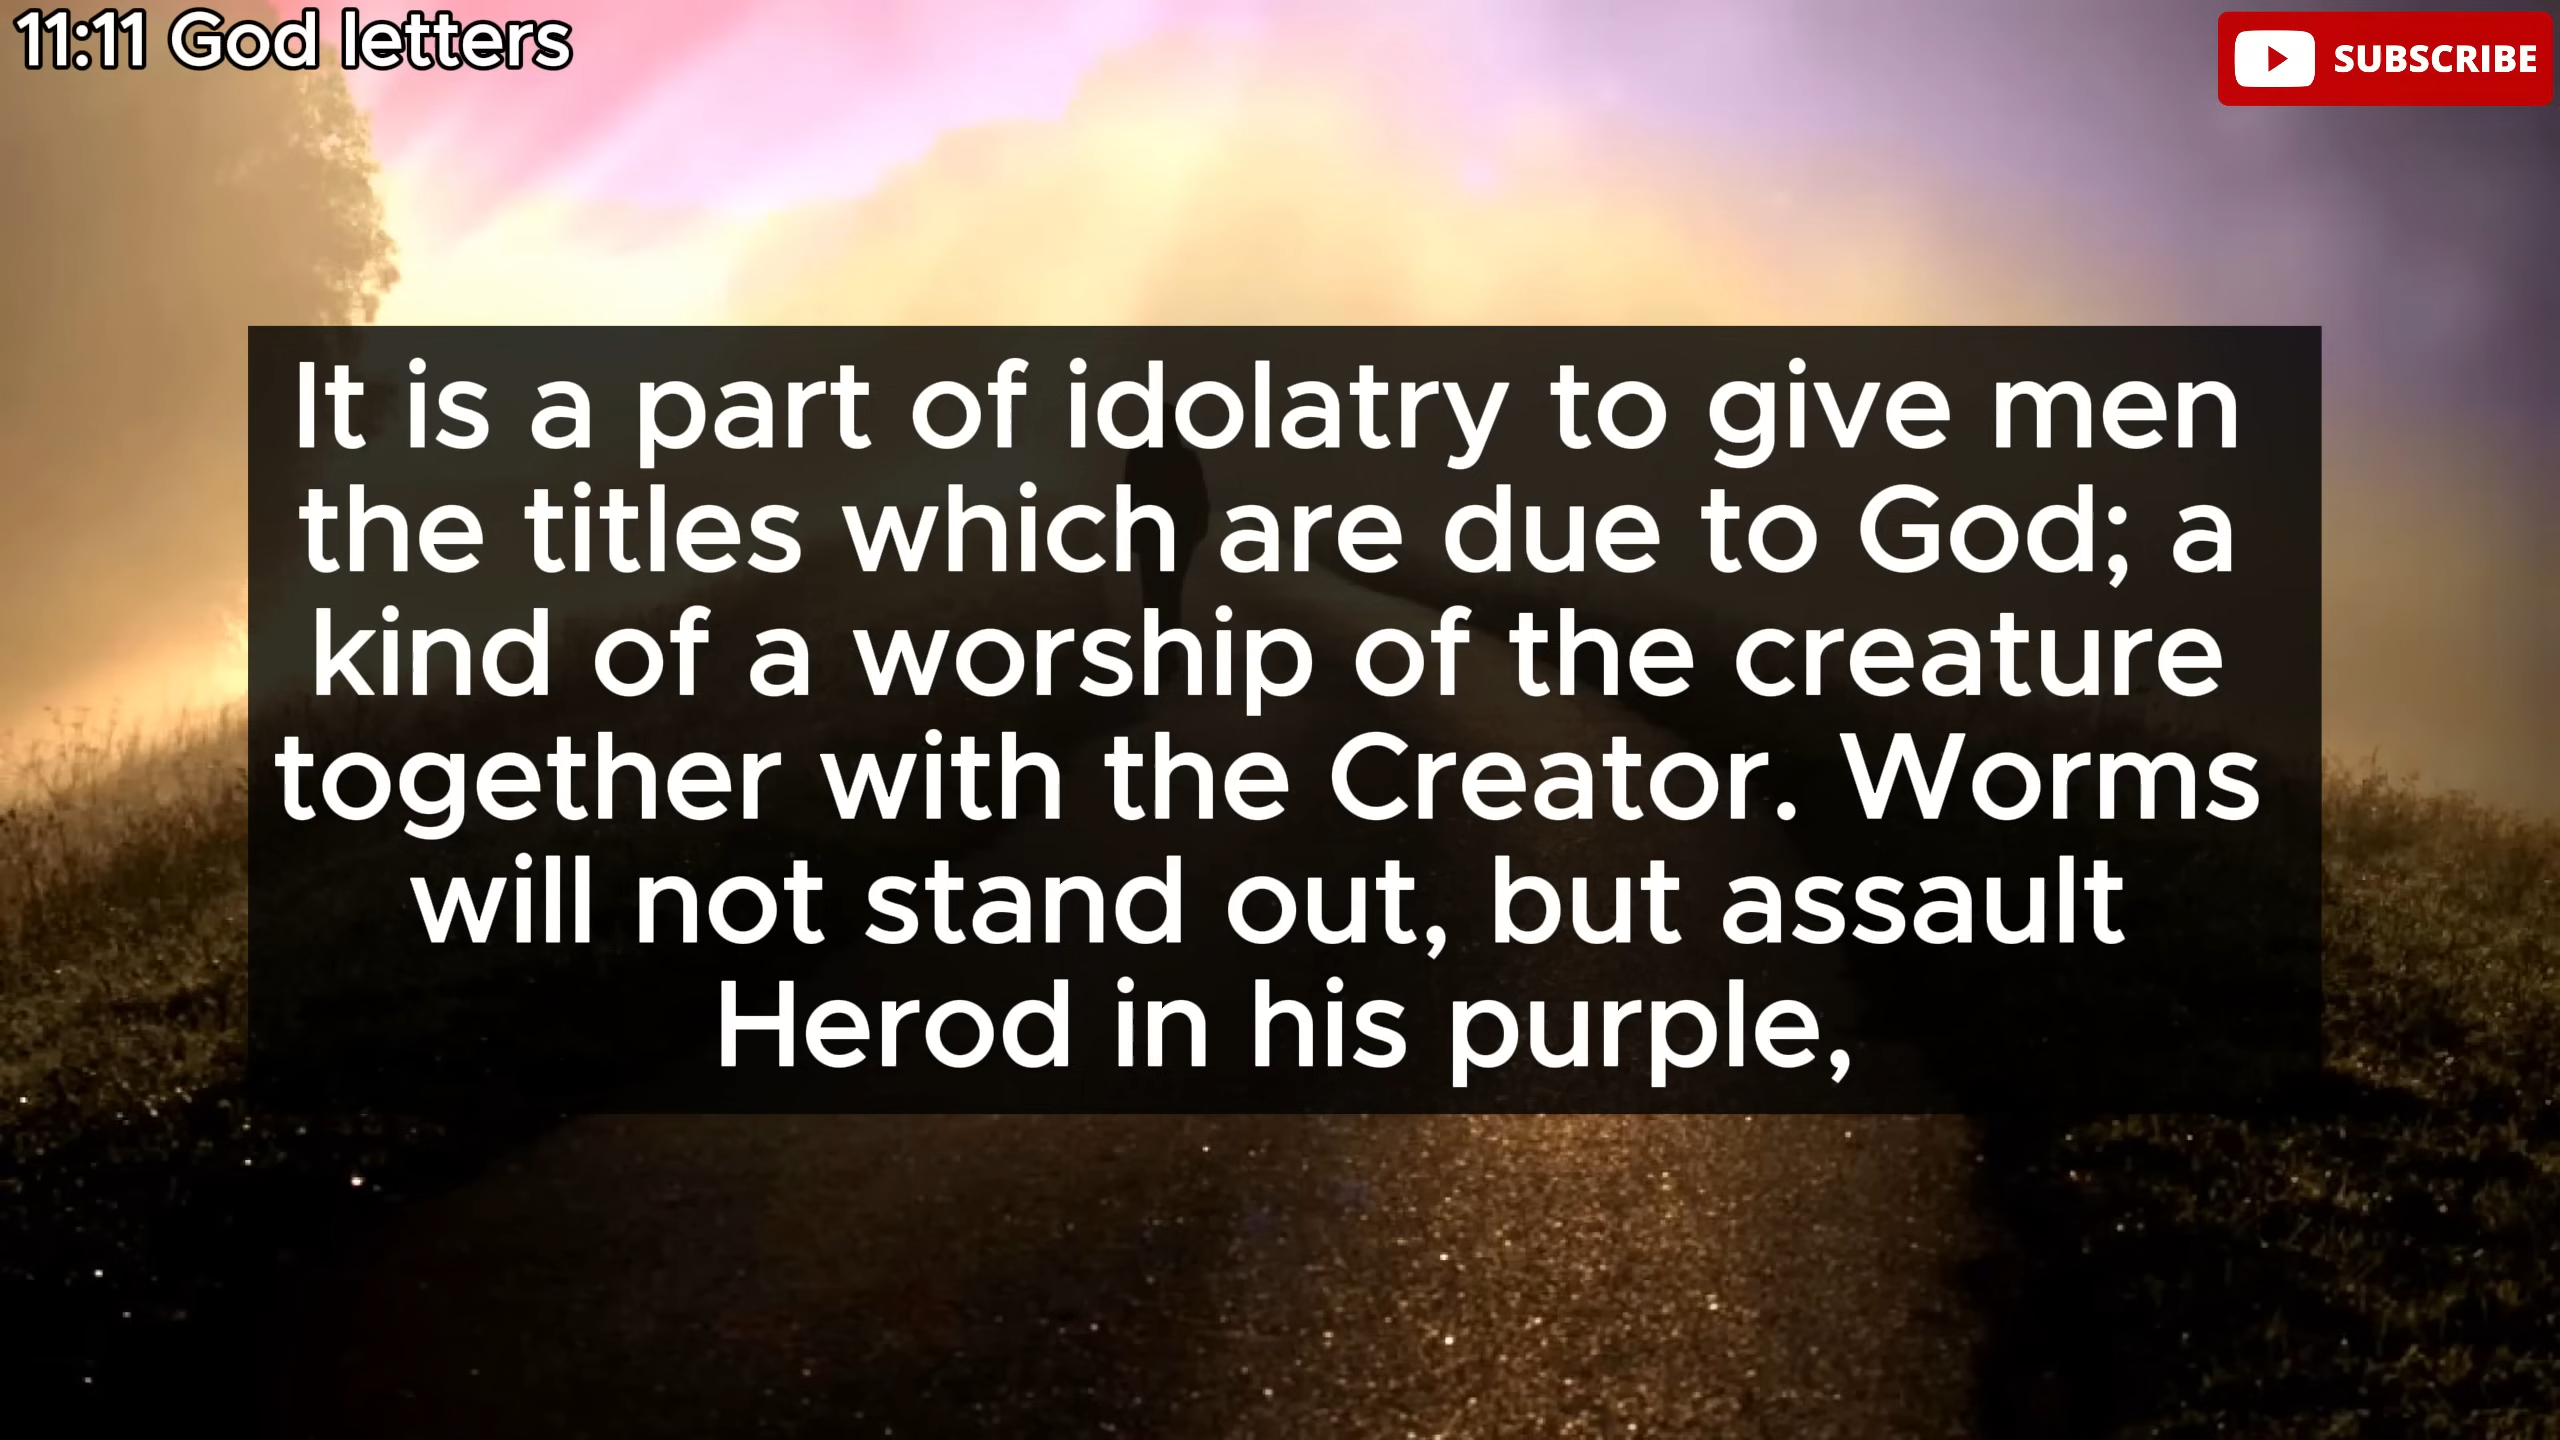 11:11 God letters
SUBSCRIBE
It is a part of idolatry to give men
the titles which are due to God; a
kind of a worship of the creature
together with the Creator. Worms
will not stand out, but assault
Herod in his purple,